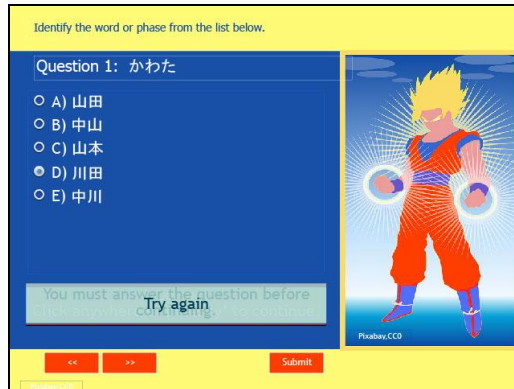 Identify the word or phase from the list below.
Question 1: かわた
A) 山田
B) 中山
C) 山本
D) 川田
E) 中川
You must answer the question before
continuing.
Try again
Pixabay,CC0
<< >> Submit